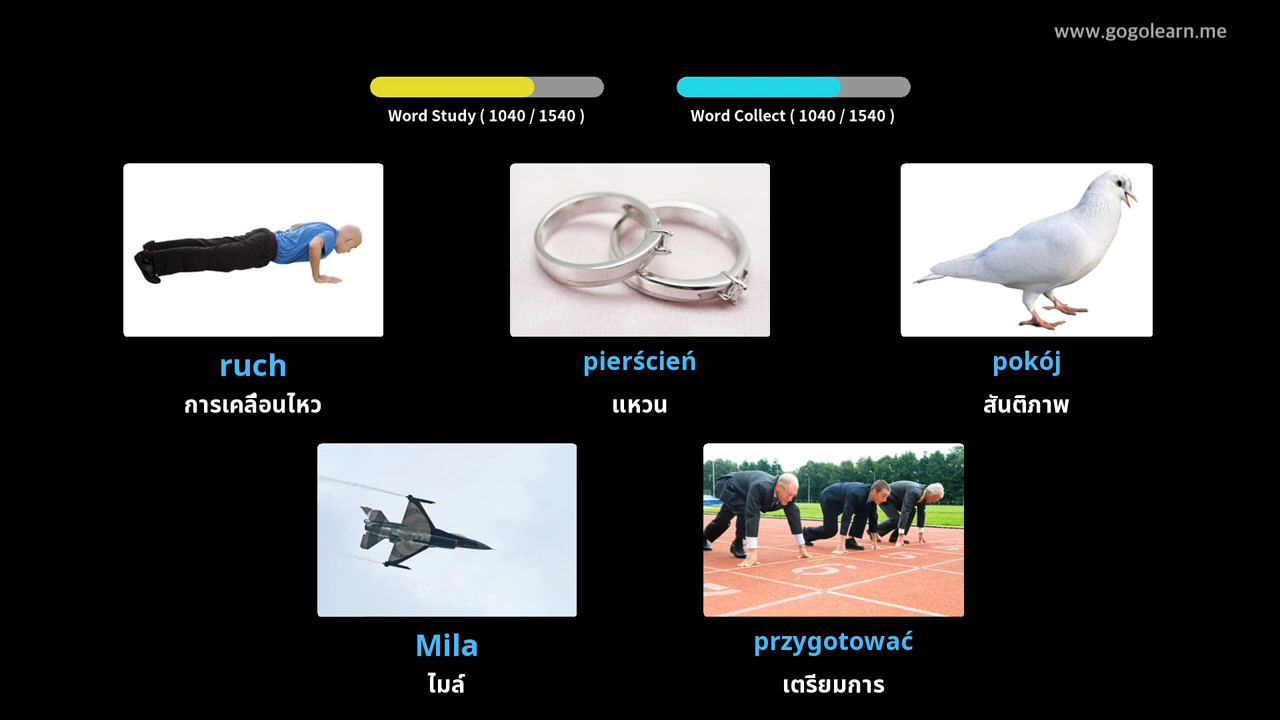 www.gogolearn.me
Word Study ( 1040 / 1540 )
Word Collect ( 1040 / 1540 )
ruch
การเคลื่อนไหว
pierścień
แหวน
pokój
สันติภาพ
Mila
ไมล์
przygotować
เตรียมการ